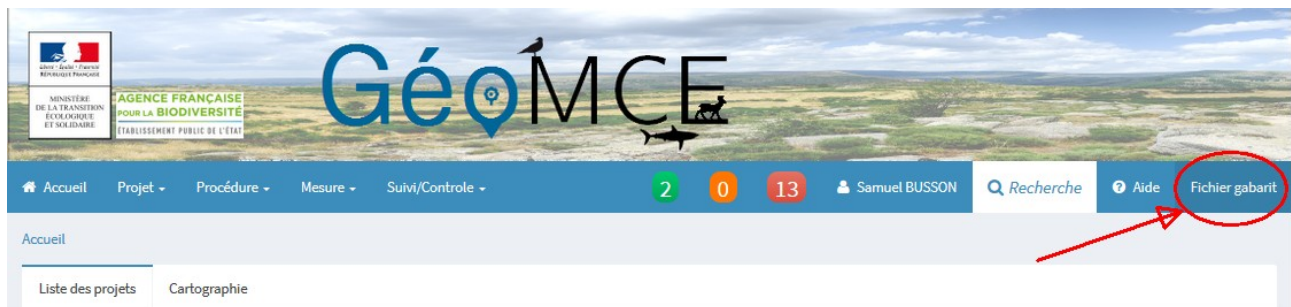 Liberté • Égalité • Fraternité
RÉPUBLIQUE FRANÇAISE
MINISTÈRE
DE LA TRANSITION
ÉCOLOGIQUE
ET SOLIDAIRE
AGENCE FRANÇAISE
POUR LA BIODIVERSITÉ
ÉTABLISSEMENT PUBLIC DE L'ÉTAT
GéoMCE
Accueil Projet Procédure Mesure Suivi/Controle 2 0 13 Samuel BUSSON Recherche Aide Fichier gabarit
Accueil
Liste des projets Cartographie